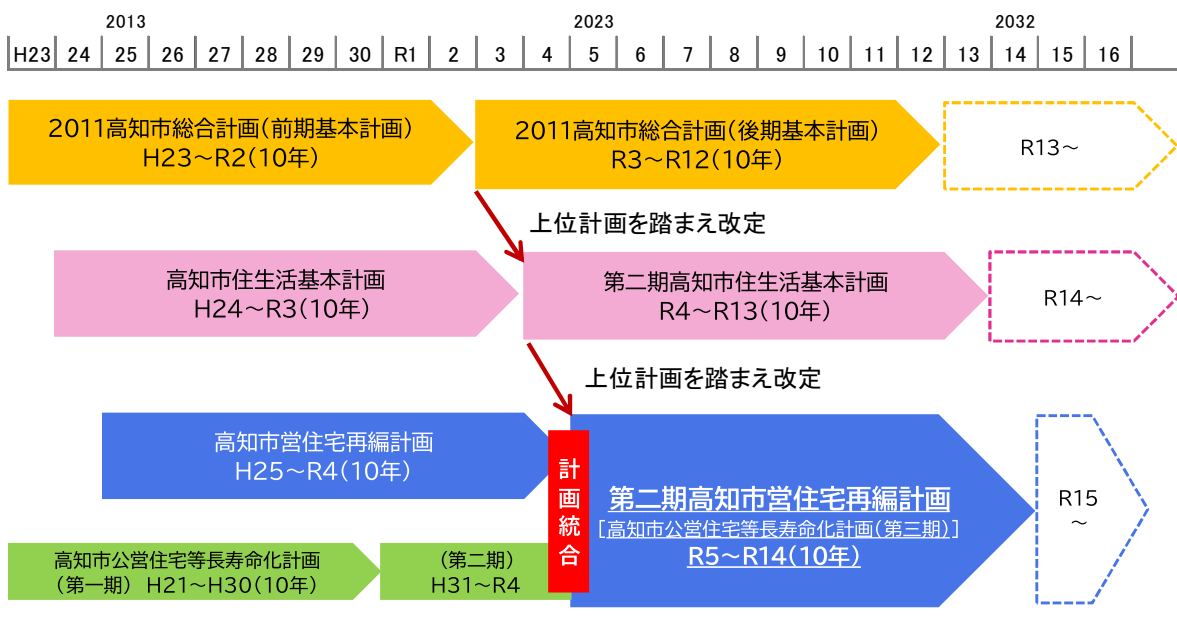 2013 2023 2032
H23 24 25 26 27 28 29 30 R1 2 3 4 5 6 7 8 9 10 11 12 13 14 15 16
2011高知市総合計画(前期基本計画)
H23～R2(10年)
2011高知市総合計画(後期基本計画)
R3～R12(10年)
R13～
上位計画を踏まえ改定
高知市住生活基本計画
H24～R3(10年)
第二期高知市住生活基本計画
R4～R13(10年)
R14～
上位計画を踏まえ改定
高知市営住宅再編計画
H25～R4(10年)
計画統合
第二期高知市営住宅再編計画
[高知市公営住宅等長寿命化計画(第三期)]
R5～R14(10年)
R15
～
高知市公営住宅等長寿命化計画
(第一期) H21～H30(10年)
(第二期)
H31～R4